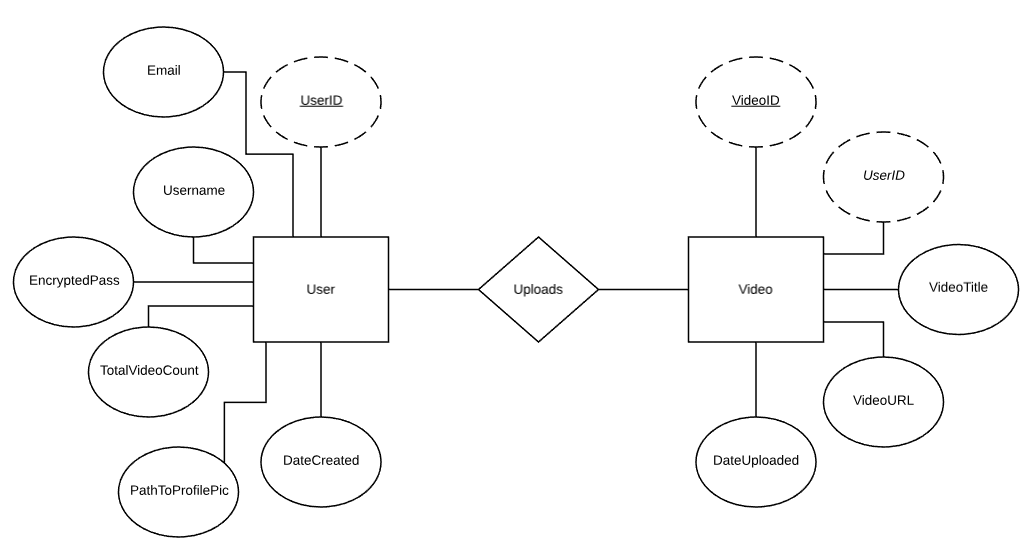 Email
UserID
VideoID
UserID
Username
EncryptedPass
User
Uploads
Video
VideoTitle
TotalVideoCount
VideoURL
PathToProfilePic
DateCreated
DateUploaded